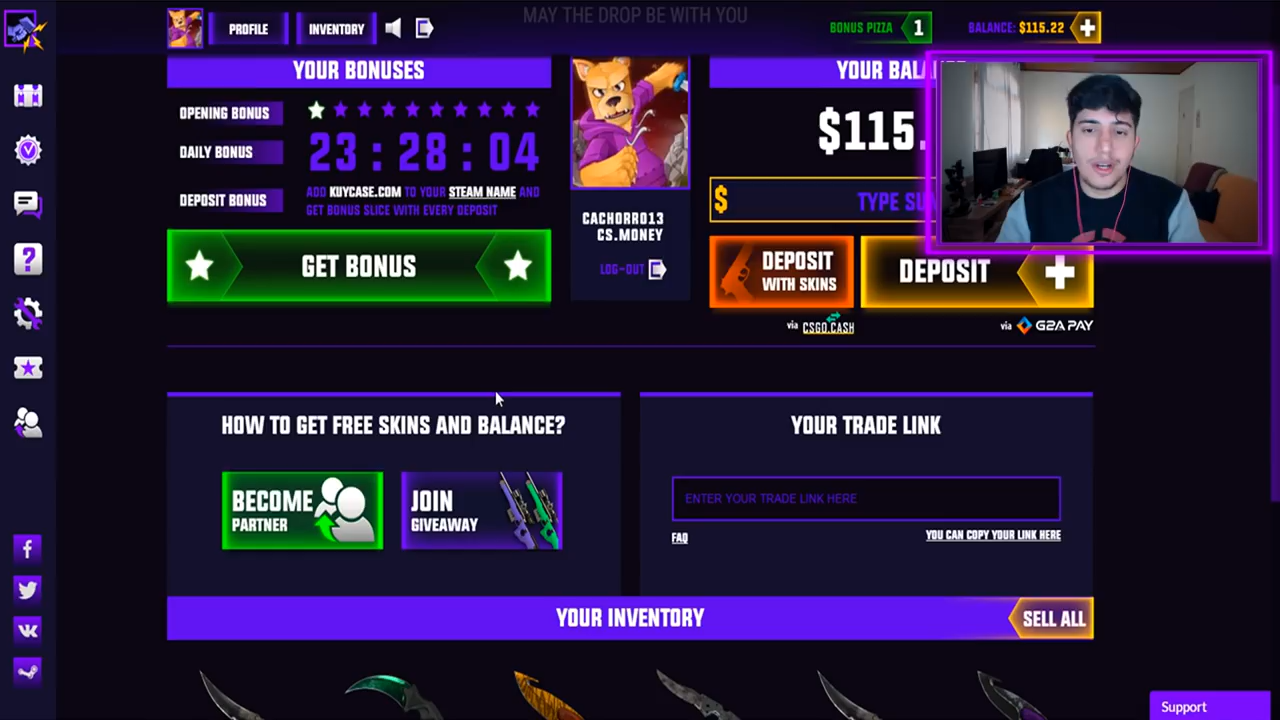 MAY THE DROP BE WITH YOU
PROFILE
INVENTORY
BONUS PIZZA
1
BALANCE: $115.22
YOUR BONUSES
OPENING BONUS
DAILY BONUS
23 : 28 : 04
DEPOSIT BONUS
ADD KUYCASE.COM TO YOUR STEAM NAME AND
GET BONUS SLICE WITH EVERY DEPOSIT
GET BONUS
CACHORRO13
CS.MONEY
LOG-OUT
YOUR
$115.
$
TYPE
DEPOSIT
WITH SKINS
via CSGO.CASH
DEPOSIT
via G2A PAY
HOW TO GET FREE SKINS AND BALANCE?
BECOME
PARTNER
JOIN
GIVEAWAY
YOUR TRADE LINK
ENTER YOUR TRADE LINK HERE
FAQ
YOU CAN COPY YOUR LINK HERE
YOUR INVENTORY
SELL ALL
Support